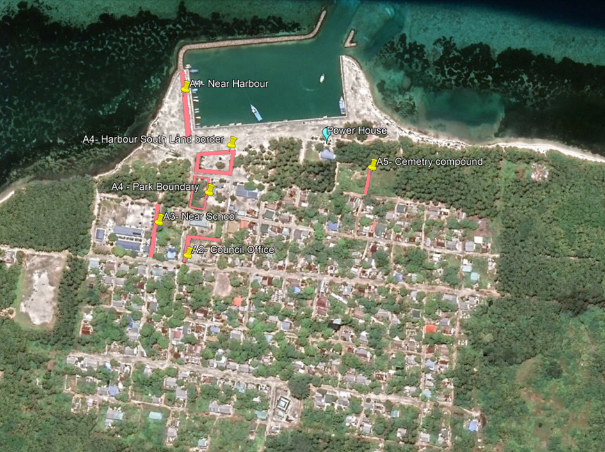 A1- Near Harbour
A4- Harbour South Land border
Power House
A5- Cemetry compound
A4 - Park Boundary
A3- Near School
A2- Council Office